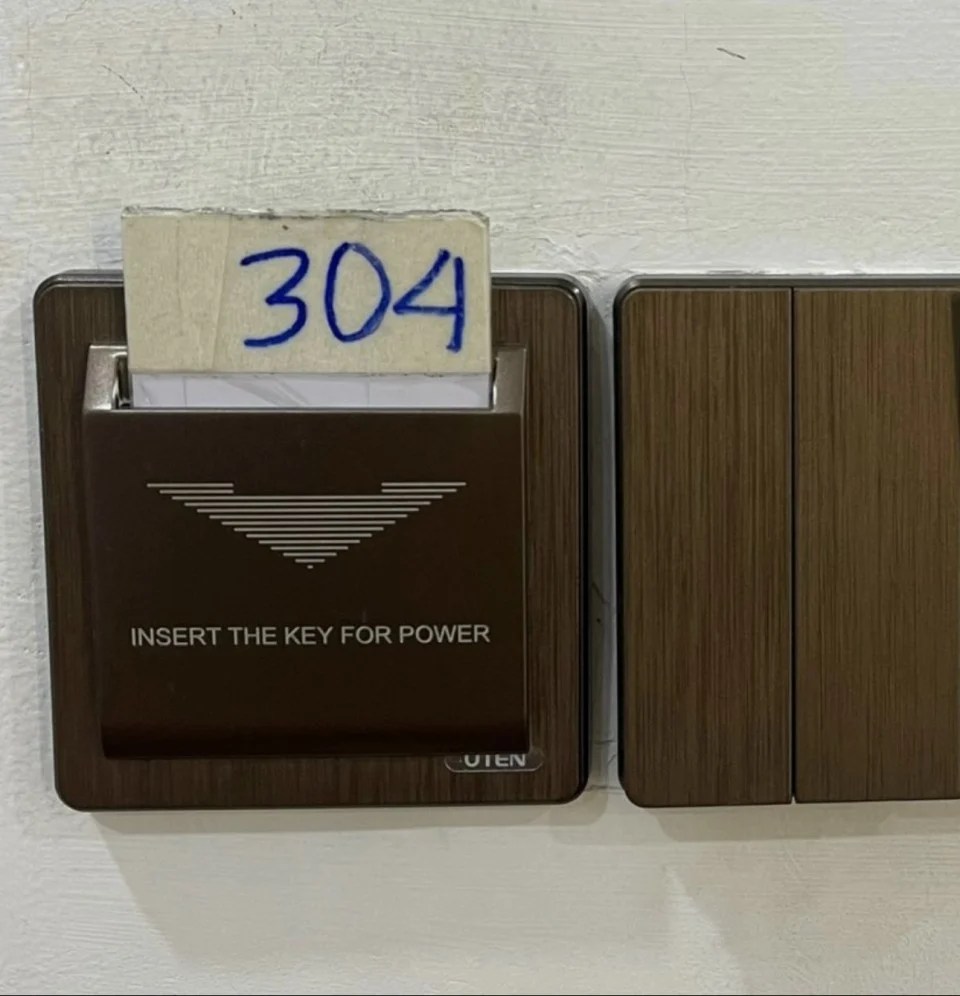 304
INSERT THE KEY FOR POWER
UTEN